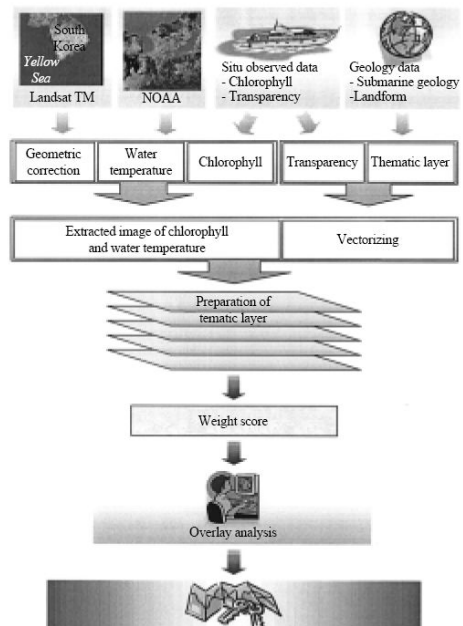 South
Korea
Yellow
Sea
Landsat TM
NOAA
Situ observed data
- Chlorophyll
- Transparency
Geology data
- Submarine geology
-Landform
Geometric
correction
Water
temperature
Chlorophyll
Transparency
Thematic layer
Extracted image of chlorophyll
and water temperature
Vectorizing
Preparation of
tematic layer
Weight score
Overlay analysis